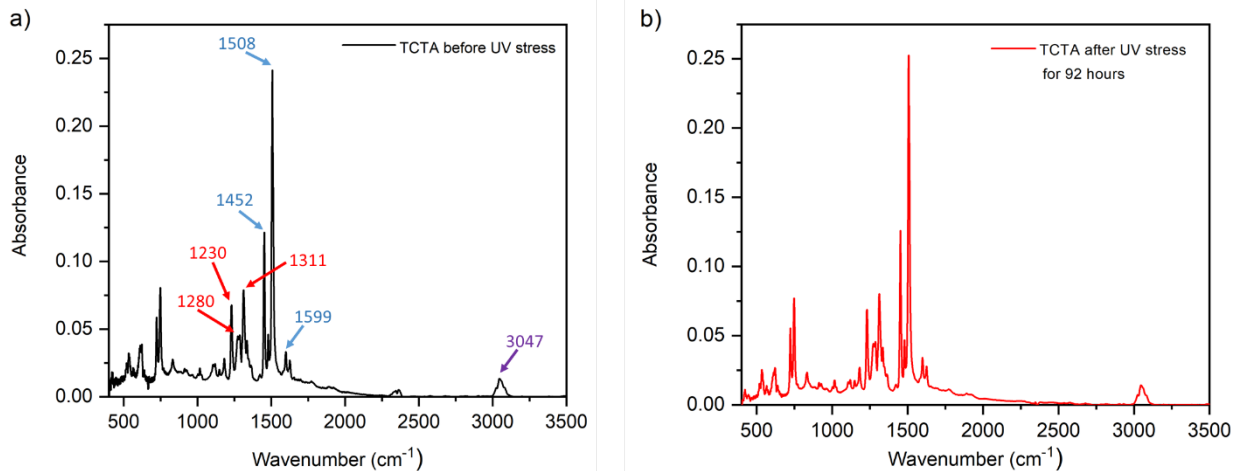 a)
TCTA before UV stress
1508
1452
1230
1311
1280
1599
3047
0.25
0.20
0.15
0.10
0.05
0.00
Absorbance
500 1000 1500 2000 2500 3000 3500
Wavenumber (cm⁻¹)
b)
TCTA after UV stress
for 92 hours
0.25
0.20
0.15
0.10
0.05
0.00
Absorbance
500 1000 1500 2000 2500 3000 3500
Wavenumber (cm⁻¹)